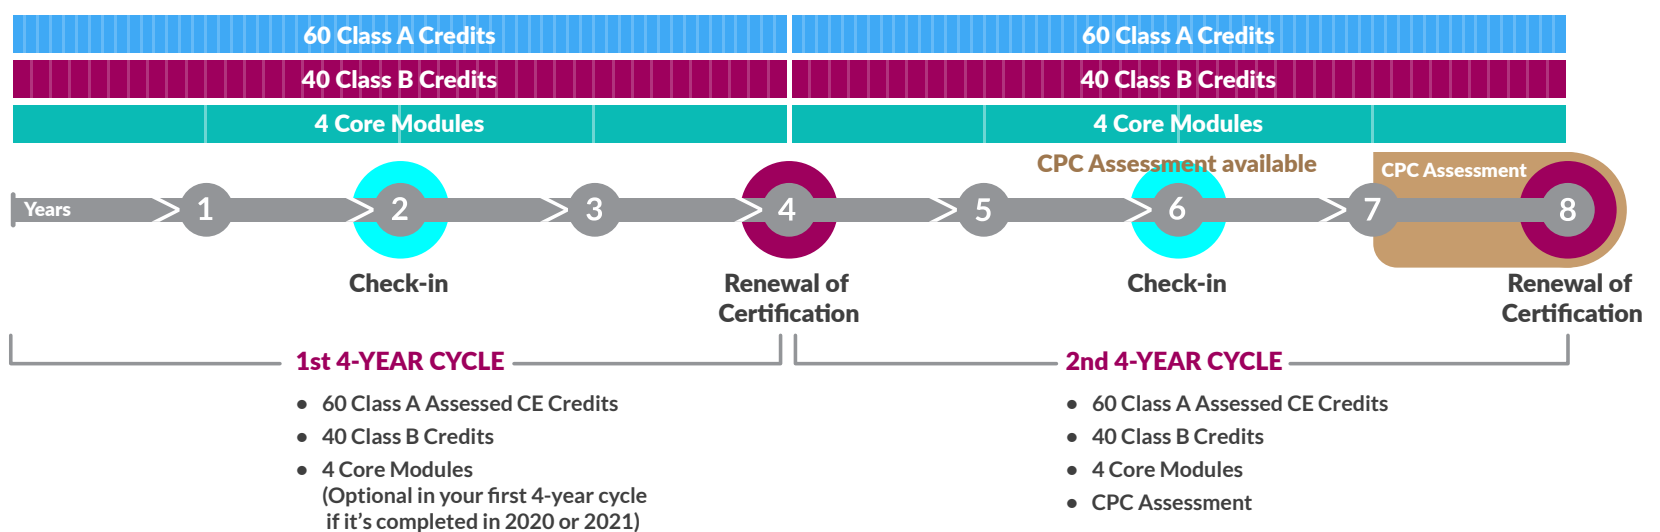 60 Class A Credits
60 Class A Credits
40 Class B Credits
40 Class B Credits
4 Core Modules
4 Core Modules
CPC Assessment available
CPC Assessment
Years
1
2
3
4
5
6
7
8
Check-in
Renewal of
Certification
Check-in
Renewal of
Certification
1st 4-YEAR CYCLE
• 60 Class A Assessed CE Credits
• 40 Class B Credits
• 4 Core Modules
(Optional in your first 4-year cycle
if it's completed in 2020 or 2021)
2nd 4-YEAR CYCLE
• 60 Class A Assessed CE Credits
• 40 Class B Credits
• 4 Core Modules
• CPC Assessment